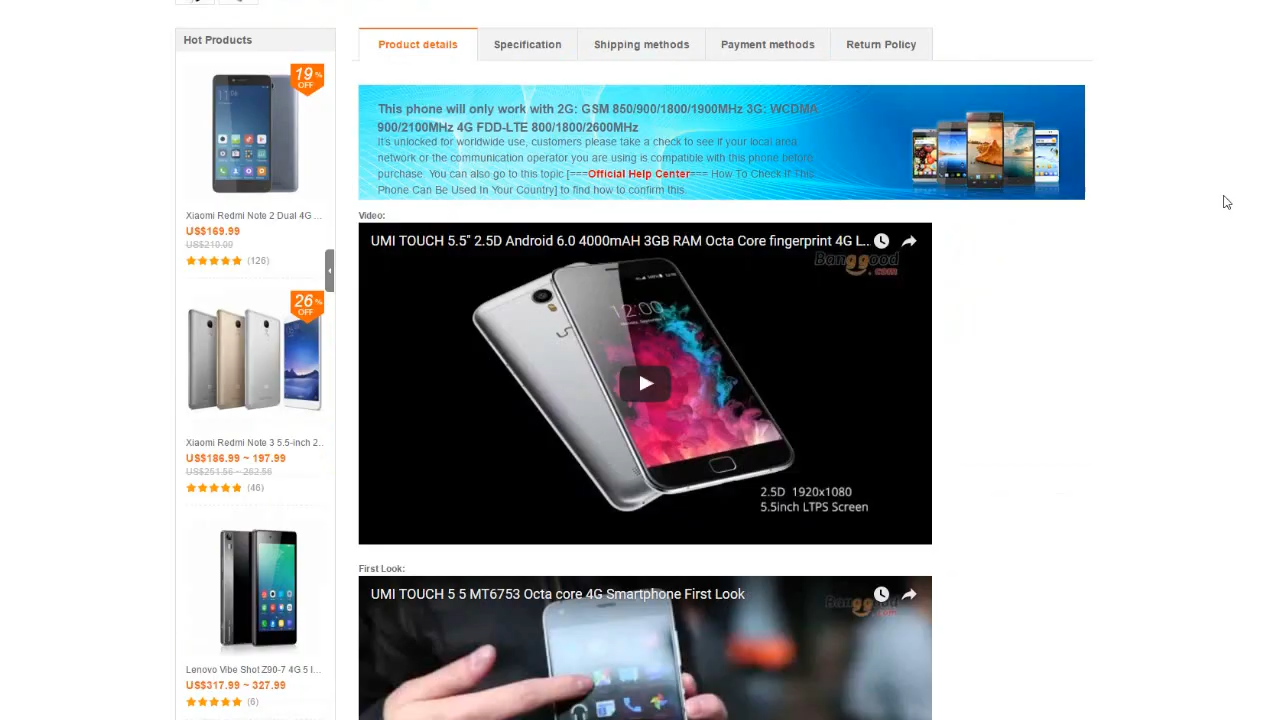 Hot Products
19 %
OFF
Xiaomi Redmi Note 2 Dual 4G ...
US$169.99
US$210.09
(126)
26 %
OFF
Xiaomi Redmi Note 3 5.5-inch 2...
US$186.99 ~ 197.99
US$251.56 ~ 262.56
(46)
Lenovo Vibe Shot Z90-7 4G 5 I...
US$317.99 ~ 327.99
(6)
Product details
Specification
Shipping methods
Payment methods
Return Policy
This phone will only work with 2G: GSM 850/900/1800/1900MHz 3G: WCDMA
900/2100MHz 4G FDD-LTE 800/1800/2600MHz
It's unlocked for worldwide use, customers please take a check to see if your local area
network or the communication operator you are using is compatible with this phone before
purchase. You can also go to this topic [===Official Help Center=== How To Check If This
Phone Can Be Used In Your Country] to find how to confirm this.
Video:
UMI TOUCH 5.5" 2.5D Android 6.0 4000mAH 3GB RAM Octa Core fingerprint 4G L...
Banggood
.com
12:00
2.5D 1920x1080
5.5inch LTPS Screen
First Look:
UMI TOUCH 5 5 MT6753 Octa core 4G Smartphone First Look
Banggood
.com